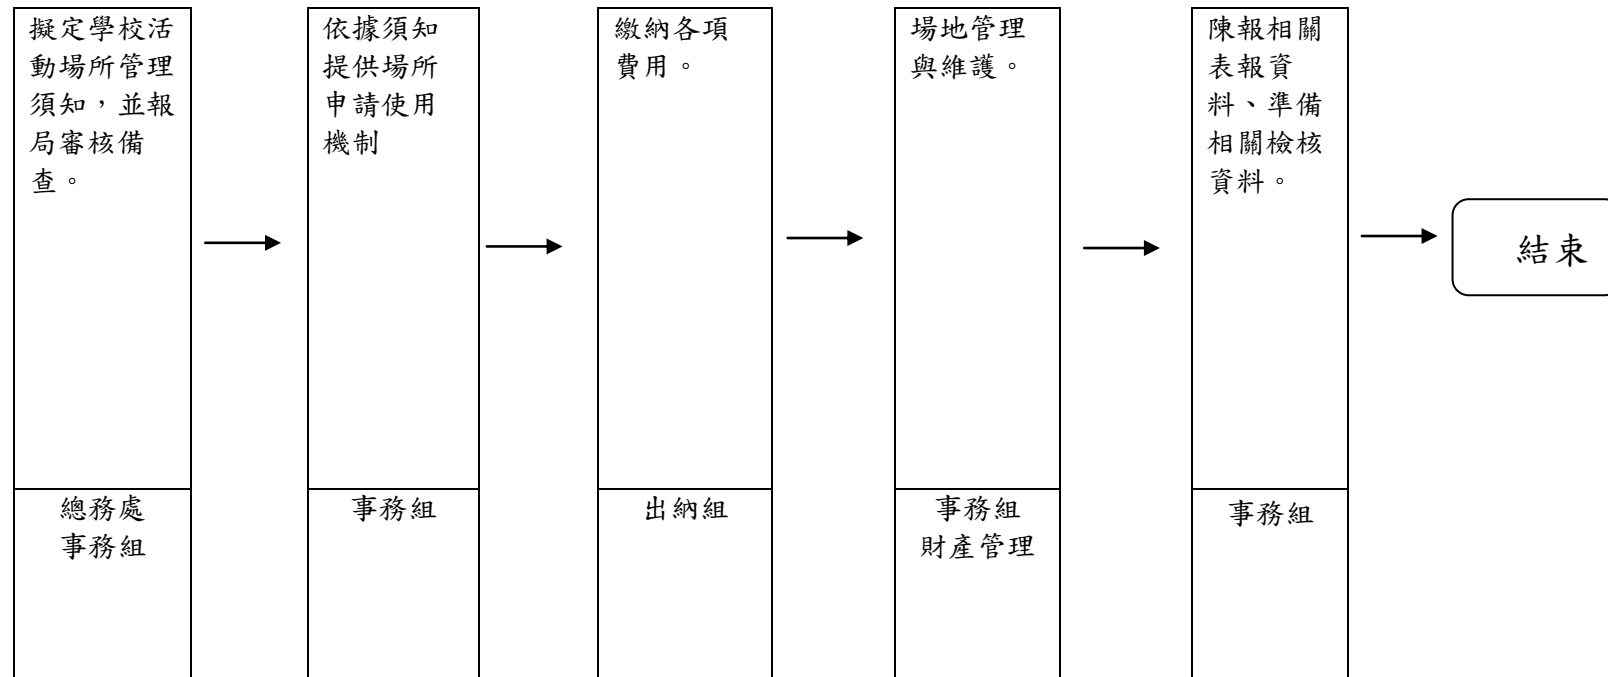 擬定學校活
動場所管理
須知，並報
局審核備
查。
總務處
事務組
依據須知
提供場所
申請使用
機制
事務組
繳納各項
費用。
出納組
場地管理
與維護。
事務組
財產管理
陳報相關
表報資
料、準備
相關檢核
資料。
事務組
結束